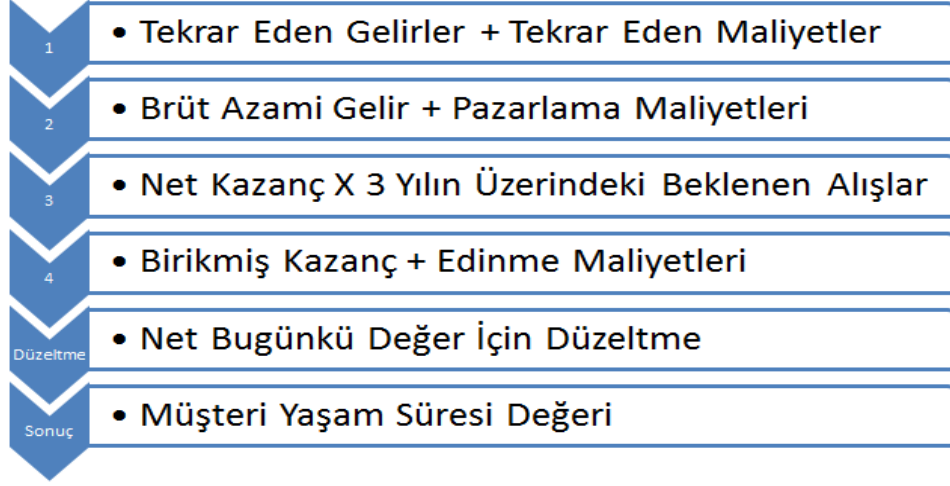 1
• Tekrar Eden Gelirler + Tekrar Eden Maliyetler
2
• Brüt Azami Gelir + Pazarlama Maliyetleri
3
• Net Kazanç X 3 Yılın Üzerindeki Beklenen Alışlar
4
• Birikmiş Kazanç + Edinme Maliyetleri
Düzeltme
• Net Bugünkü Değer İçin Düzeltme
Sonuç
• Müşteri Yaşam Süresi Değeri